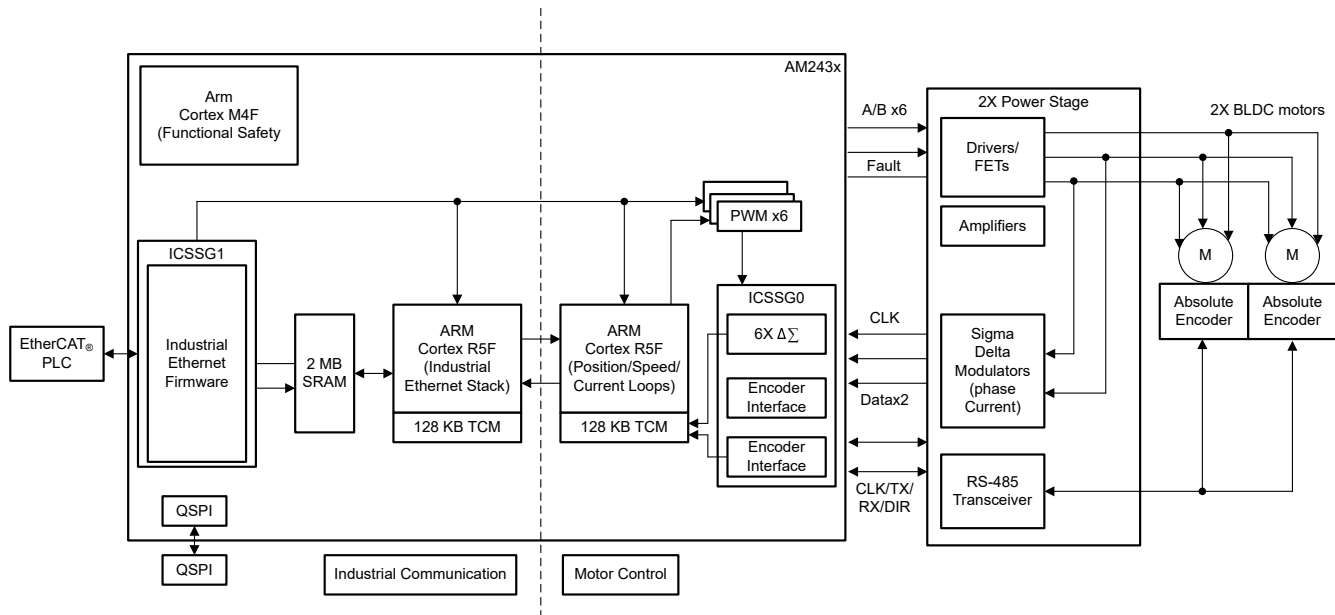 AM243x
Arm
Cortex M4F
(Functional Safety
ICSSG1
Industrial
Ethernet
Firmware
EtherCAT®
PLC
2 MB
SRAM
ARM
Cortex R5F
(Industrial
Ethernet Stack)
128 KB TCM
ARM
Cortex R5F
(Position/Speed/
Current Loops)
128 KB TCM
PWM x6
ICSSG0
6X Δ∑
Encoder
Interface
Encoder
Interface
QSPI
QSPI
Industrial Communication
Motor Control
A/B x6
Fault
CLK
Datax2
CLK/TX/
RX/DIR
2X Power Stage
Drivers/
FETs
Amplifiers
Sigma
Delta
Modulators
(phase
Current)
RS-485
Transceiver
2X BLDC motors
M
M
Absolute
Encoder
Absolute
Encoder